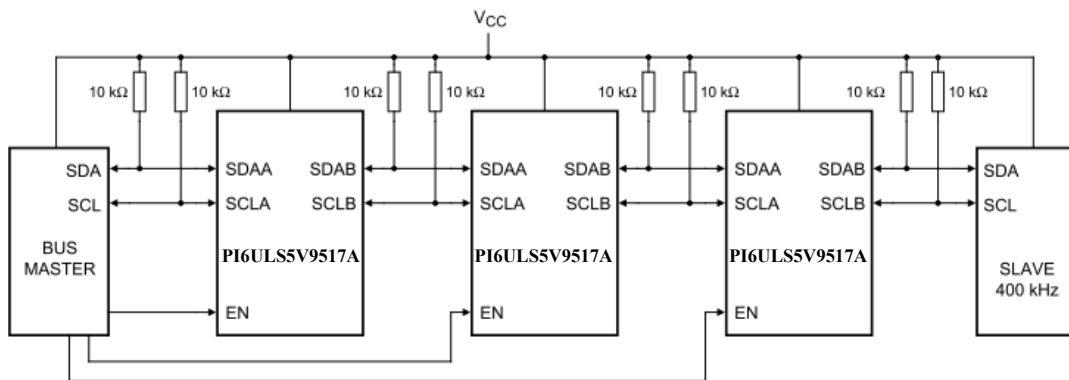 VCC
10 kΩ 10 kΩ 10 kΩ 10 kΩ 10 kΩ 10 kΩ 10 kΩ 10 kΩ
SDA SDAA SDAB SDAA SDAB SDAA SDAB SDA
SCL SCLA SCLB SCLA SCLB SCLA SCLB SCL
BUS
MASTER
PI6ULS5V9517A PI6ULS5V9517A PI6ULS5V9517A
SLAVE
400 kHz
EN EN EN